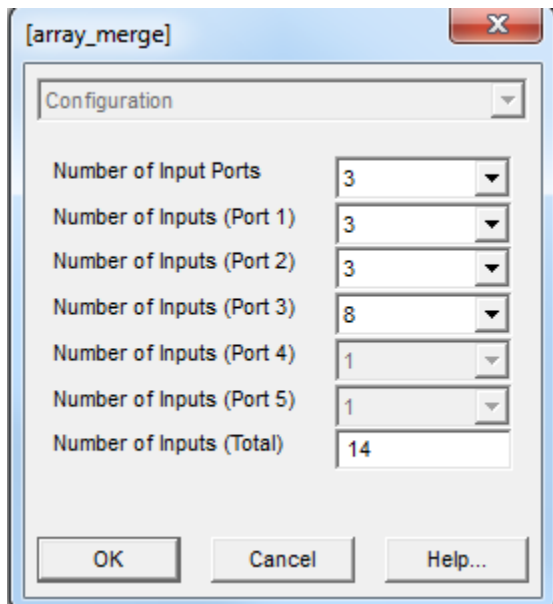 [array_merge]
Configuration
Number of Input Ports 3
Number of Inputs (Port 1) 3
Number of Inputs (Port 2) 3
Number of Inputs (Port 3) 8
Number of Inputs (Port 4) 1
Number of Inputs (Port 5) 1
Number of Inputs (Total) 14
OK Cancel Help...